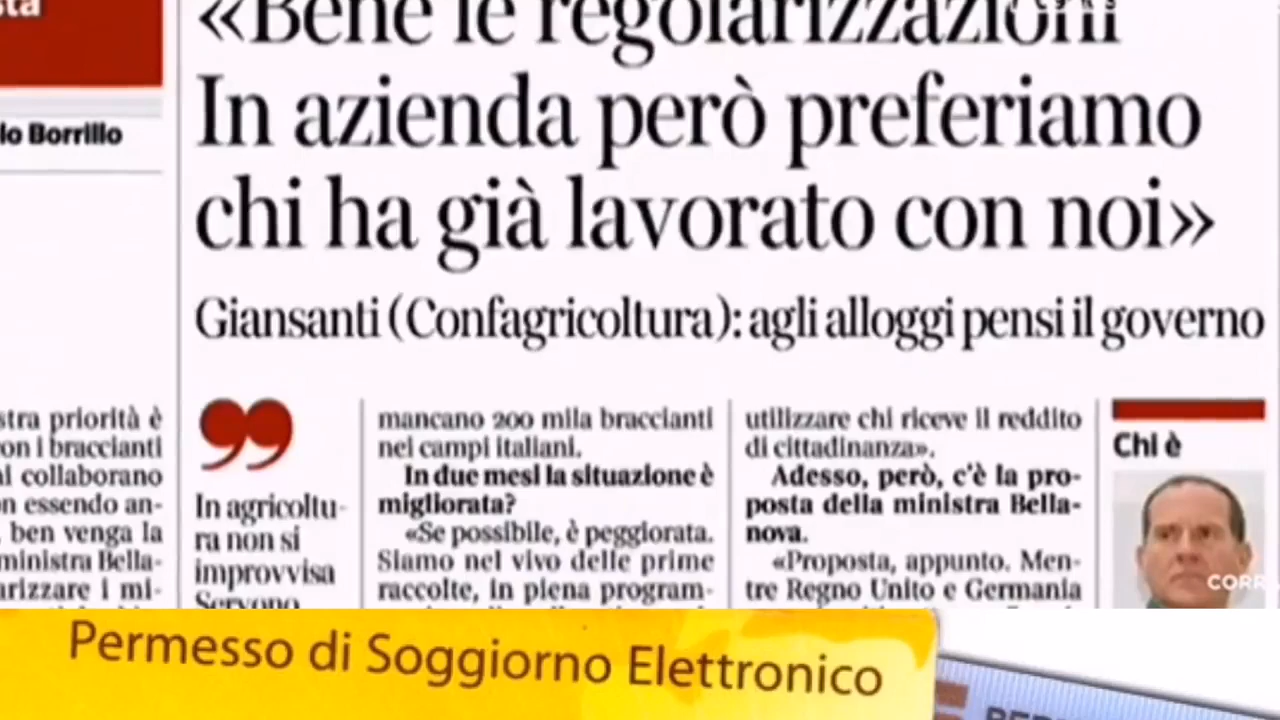 sta
«Bene le regolarizzazioni
In azienda però preferiamo
chi ha già lavorato con noi»
Giansanti (Confagricoltura): agli alloggi pensi il governo
lo Borrillo
stra priorità è
on i braccianti
collaborano
n essendo an-
ben venga la
ministra Bella-
arizzare i mi-
In agricoltu-
ra non si
improvvisa
Servono
mancano 200 mila braccianti
nei campi italiani.
In due mesi la situazione è
migliorata?
«Se possibile, è peggiorata.
Siamo nel vivo delle prime
raccolte, in piena program-
utilizzare chi riceve il reddito
di cittadinanza».
Adesso, però, c'è la pro-
posta della ministra Bella-
nova.
«Proposta, appunto. Men-
tre Regno Unito e Germania
Chi è
CORR
Permesso di Soggiorno Elettronico